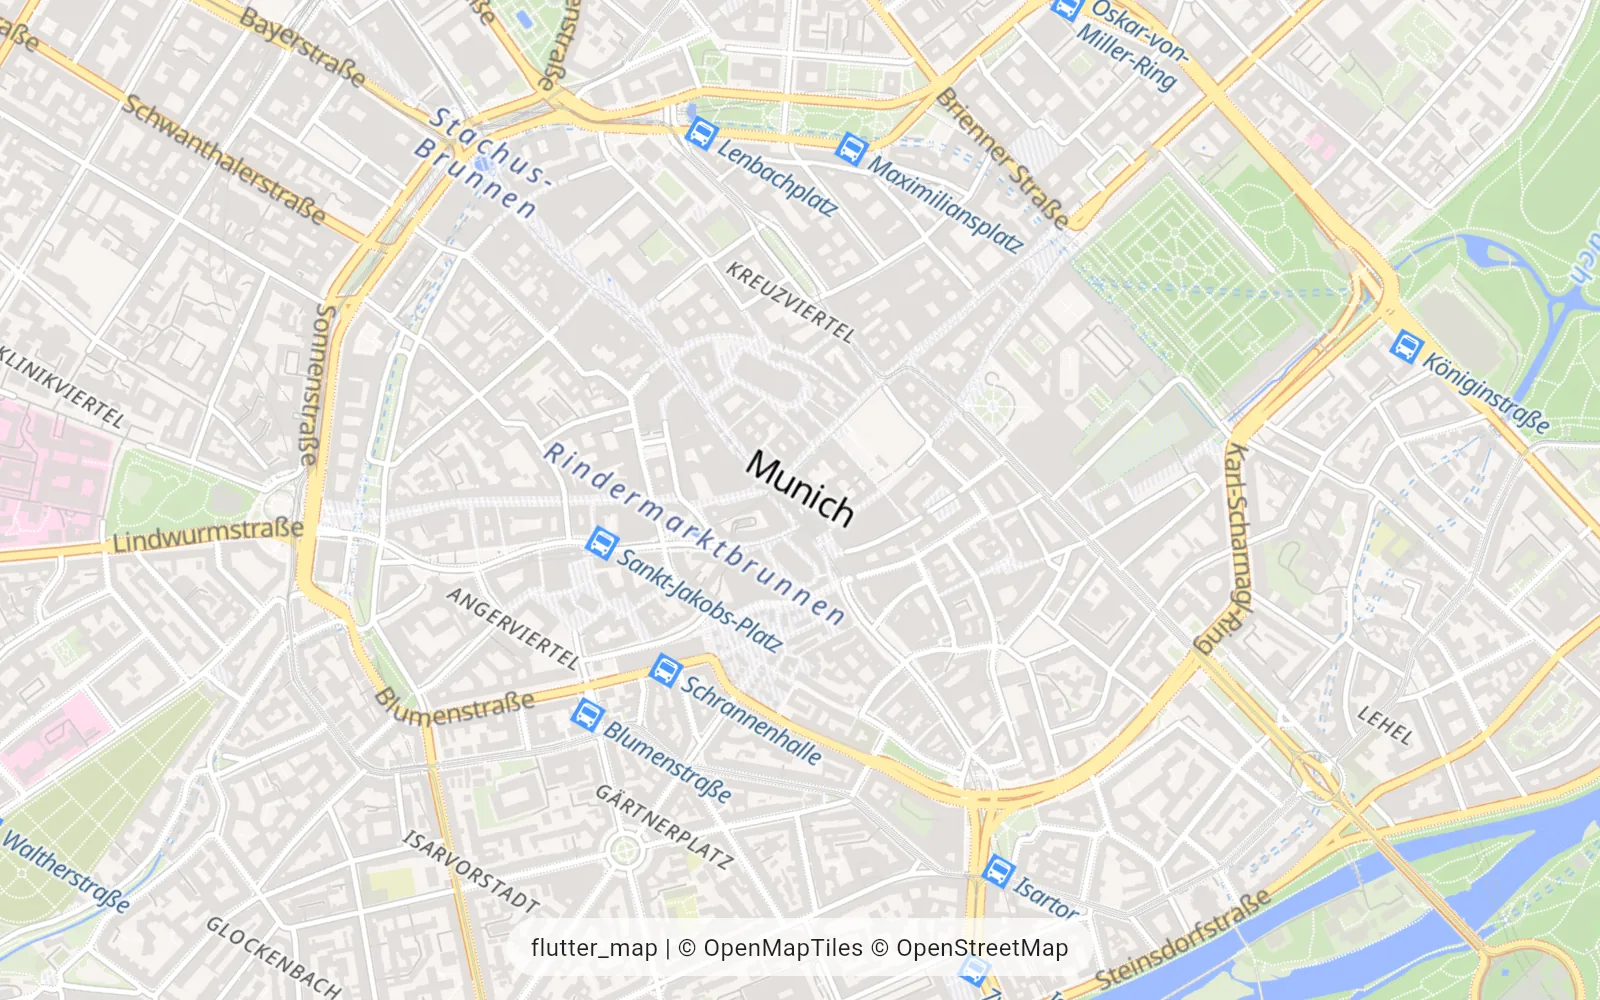 Bayerstraße
Oskar-von-
Miller-Ring
Schwanthalerstraße
Stachus-
Brunnen
Lenbachplatz
Maximiliansplatz
Brienner Straße
KREUZVIERTEL
Sonnenstraße
KLINIKVIERTEL
Königinstraße
Munich
Rindermarktbrunnen
Karl-Scharnagl-Ring
Lindwurmstraße
Sankt-Jakobs-Platz
ANGERVIERTEL
Blumenstraße
Schrannenhalle
Blumenstraße
LEHEL
GÄRTNERPLATZ
ISARVORSTADT
Waltherstraße
Isartor
GLOCKENBACH
Steinsdorfstraße
flutter_map | © OpenMapTiles © OpenStreetMap